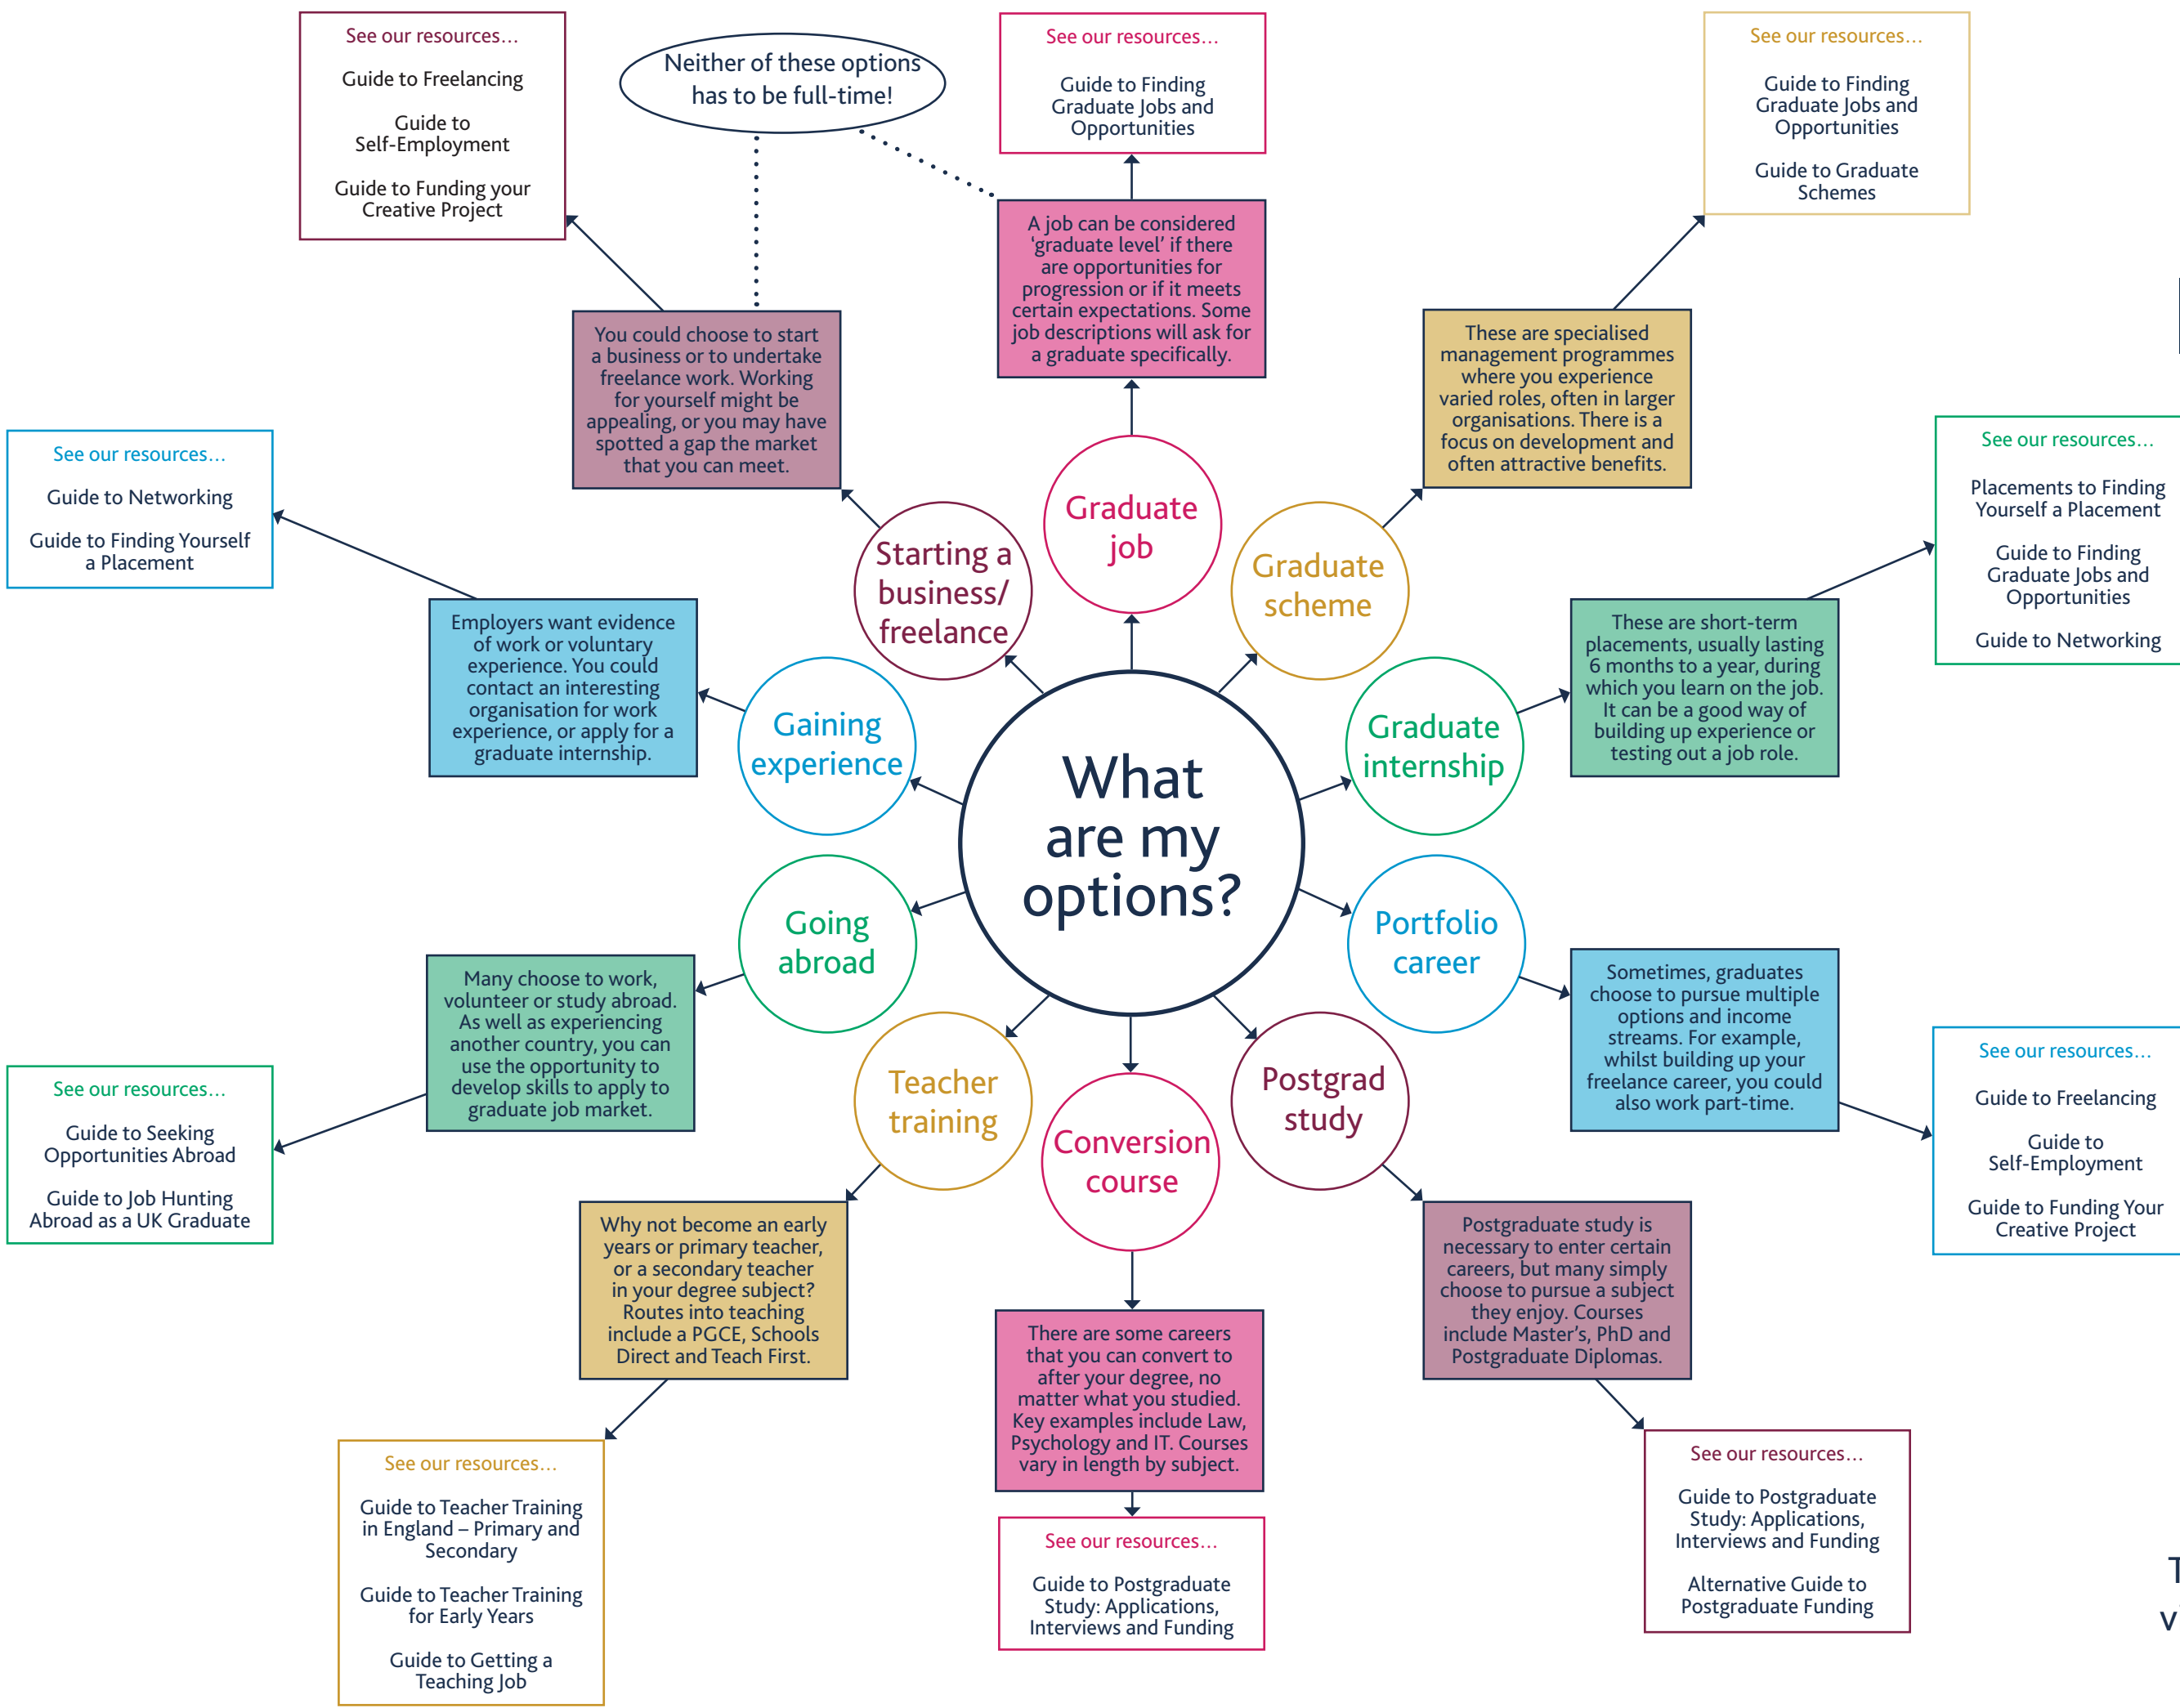 What
are my
options?
Graduate
job
A job can be considered
‘graduate level’ if there
are opportunities for
progression or if it meets
certain expectations. Some
job descriptions will ask for
a graduate specifically.
See our resources…
Guide to Finding
Graduate Jobs and
Opportunities
Neither of these options
has to be full-time!
Graduate
scheme
These are specialised
management programmes
where you experience
varied roles, often in larger
organisations. There is a
focus on development and
often attractive benefits.
See our resources…
Guide to Finding
Graduate Jobs and
Opportunities
Guide to Graduate
Schemes
Graduate
internship
These are short-term
placements, usually lasting
6 months to a year, during
which you learn on the job.
It can be a good way of
building up experience or
testing out a job role.
See our resources…
Placements to Finding
Yourself a Placement
Guide to Finding
Graduate Jobs and
Opportunities
Guide to Networking
Portfolio
career
Sometimes, graduates
choose to pursue multiple
options and income
streams. For example,
whilst building up your
freelance career, you could
also work part-time.
See our resources…
Guide to Freelancing
Guide to
Self-Employment
Guide to Funding Your
Creative Project
Postgrad
study
Postgraduate study is
necessary to enter certain
careers, but many simply
choose to pursue a subject
they enjoy. Courses
include Master’s, PhD and
Postgraduate Diplomas.
See our resources…
Guide to Postgraduate
Study: Applications,
Interviews and Funding
Alternative Guide to
Postgraduate Funding
Conversion
course
There are some careers
that you can convert to
after your degree, no
matter what you studied.
Key examples include Law,
Psychology and IT. Courses
vary in length by subject.
See our resources…
Guide to Postgraduate
Study: Applications,
Interviews and Funding
Teacher
training
Why not become an early
years or primary teacher,
or a secondary teacher
in your degree subject?
Routes into teaching
include a PGCE, Schools
Direct and Teach First.
See our resources…
Guide to Teacher Training
in England – Primary and
Secondary
Guide to Teacher Training
for Early Years
Guide to Getting a
Teaching Job
Going
abroad
Many choose to work,
volunteer or study abroad.
As well as experiencing
another country, you can
use the opportunity to
develop skills to apply to
graduate job market.
See our resources…
Guide to Seeking
Opportunities Abroad
Guide to Job Hunting
Abroad as a UK Graduate
Gaining
experience
Employers want evidence
of work or voluntary
experience. You could
contact an interesting
organisation for work
experience, or apply for a
graduate internship.
See our resources…
Guide to Networking
Guide to Finding Yourself
a Placement
Starting a
business/
freelance
You could choose to start
a business or to undertake
freelance work. Working
for yourself might be
appealing, or you may have
spotted a gap the market
that you can meet.
See our resources…
Guide to Freelancing
Guide to
Self-Employment
Guide to Funding your
Creative Project